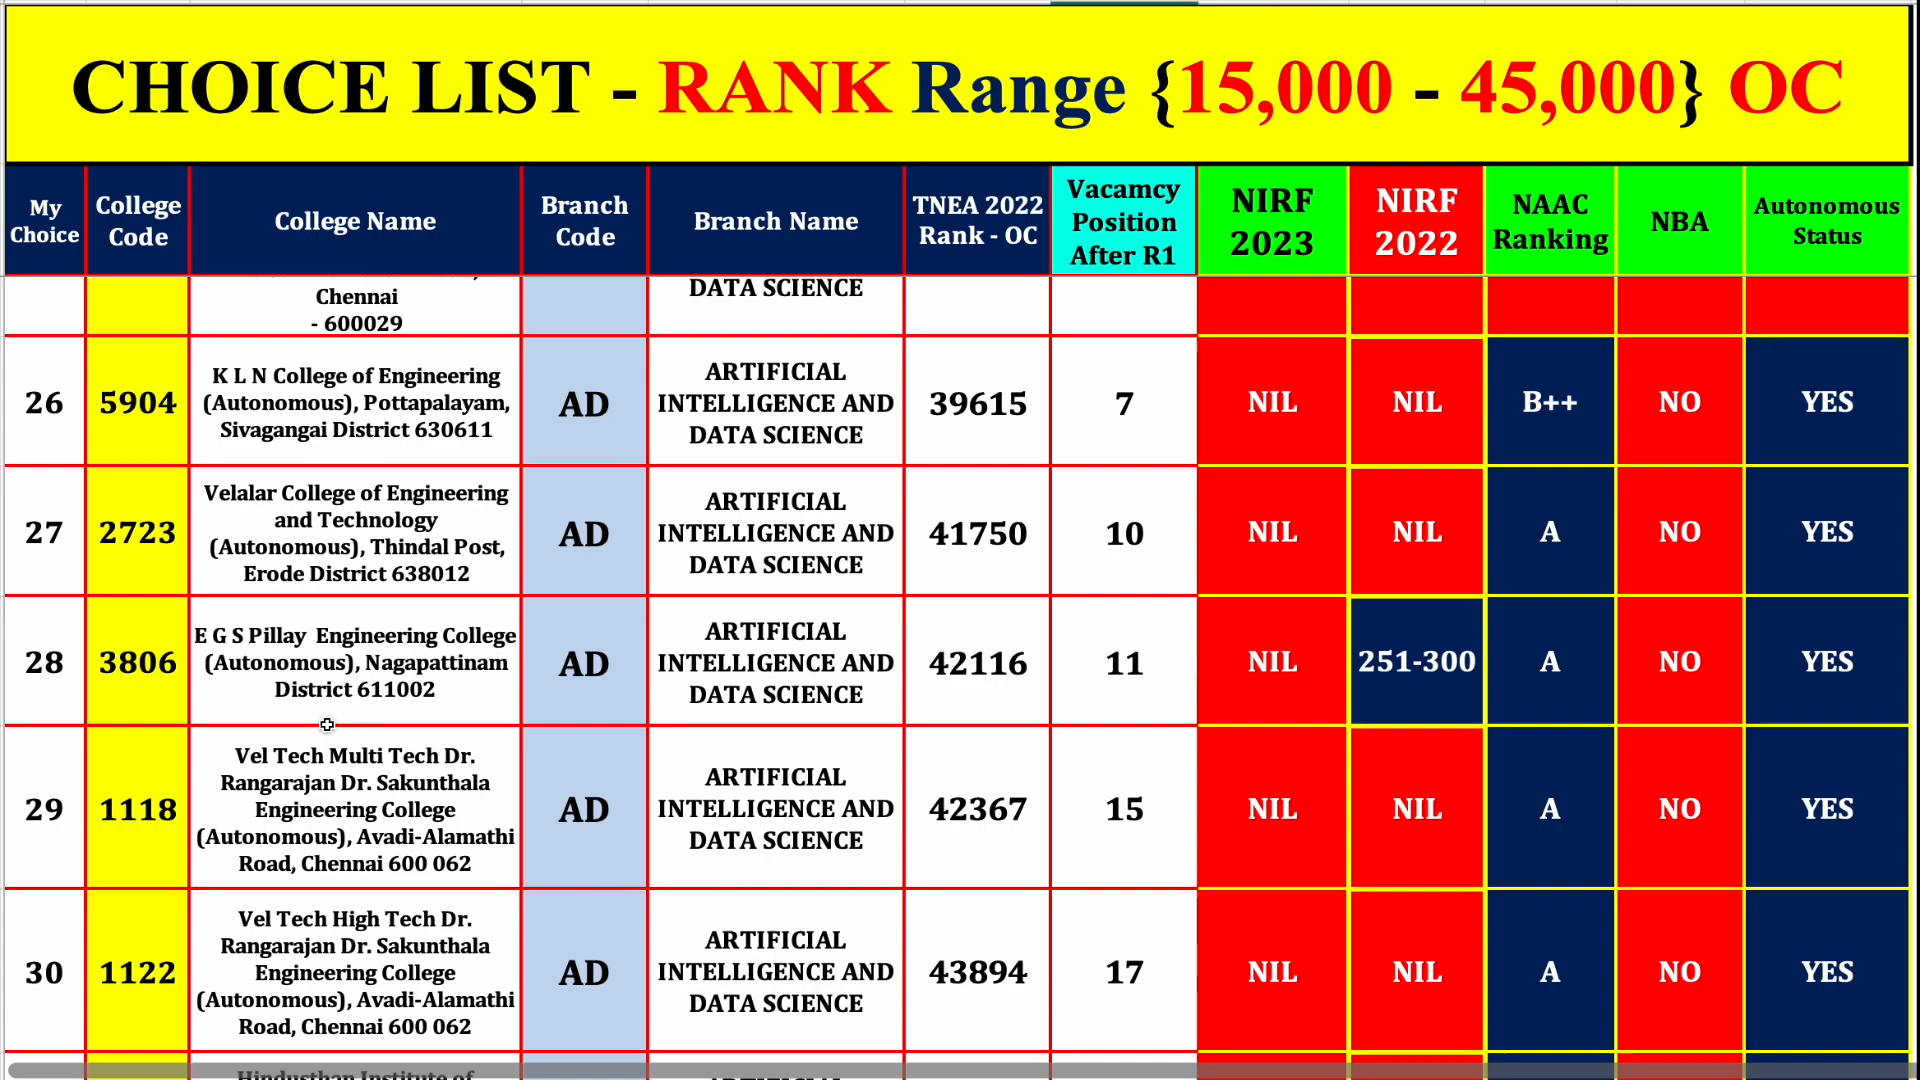 CHOICE LIST - RANK Range {15,000 - 45,000} OC
My
Choice
College
Code
College Name
Branch
Code
Branch Name
TNEA 2022
Rank - OC
Vacamcy
Position
After R1
NIRF
2023
NIRF
2022
NAAC
Ranking
NBA
Autonomous
Status
Chennai
- 600029
DATA SCIENCE
26
5904
K L N College of Engineering
(Autonomous), Pottapalayam,
Sivagangai District 630611
AD
ARTIFICIAL
INTELLIGENCE AND
DATA SCIENCE
39615
7
NIL
NIL
B++
NO
YES
27
2723
Velalar College of Engineering
and Technology
(Autonomous), Thindal Post,
Erode District 638012
AD
ARTIFICIAL
INTELLIGENCE AND
DATA SCIENCE
41750
10
NIL
NIL
A
NO
YES
28
3806
E G S Pillay Engineering College
(Autonomous), Nagapattinam
District 611002
AD
ARTIFICIAL
INTELLIGENCE AND
DATA SCIENCE
42116
11
NIL
251-300
A
NO
YES
29
1118
Vel Tech Multi Tech Dr.
Rangarajan Dr. Sakunthala
Engineering College
(Autonomous), Avadi-Alamathi
Road, Chennai 600 062
AD
ARTIFICIAL
INTELLIGENCE AND
DATA SCIENCE
42367
15
NIL
NIL
A
NO
YES
30
1122
Vel Tech High Tech Dr.
Rangarajan Dr. Sakunthala
Engineering College
(Autonomous), Avadi-Alamathi
Road, Chennai 600 062
AD
ARTIFICIAL
INTELLIGENCE AND
DATA SCIENCE
43894
17
NIL
NIL
A
NO
YES
Hindusthan Institute of